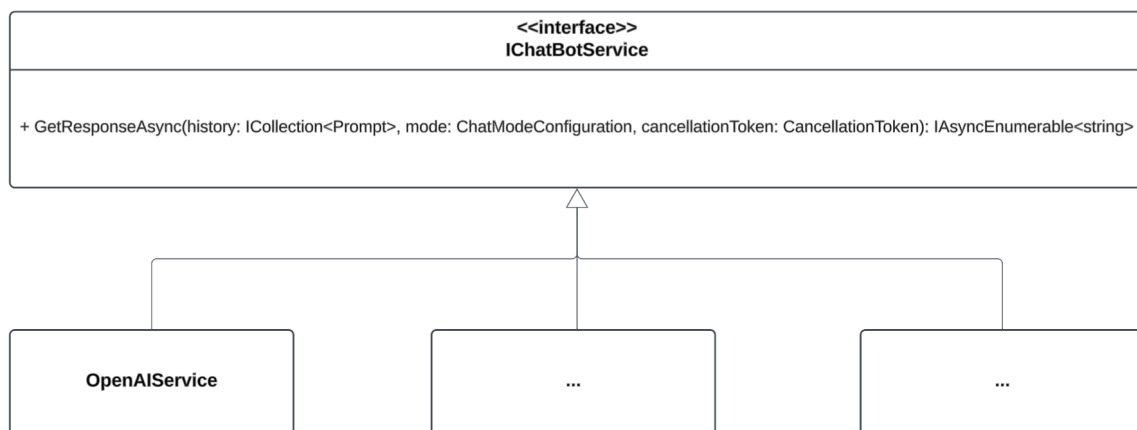 <<interface>>
IChatBotService
+ GetResponseAsync(history: ICollection<Prompt>, mode: ChatModeConfiguration, cancellationToken: CancellationToken): IAsyncEnumerable<string>
OpenAIService
...
...